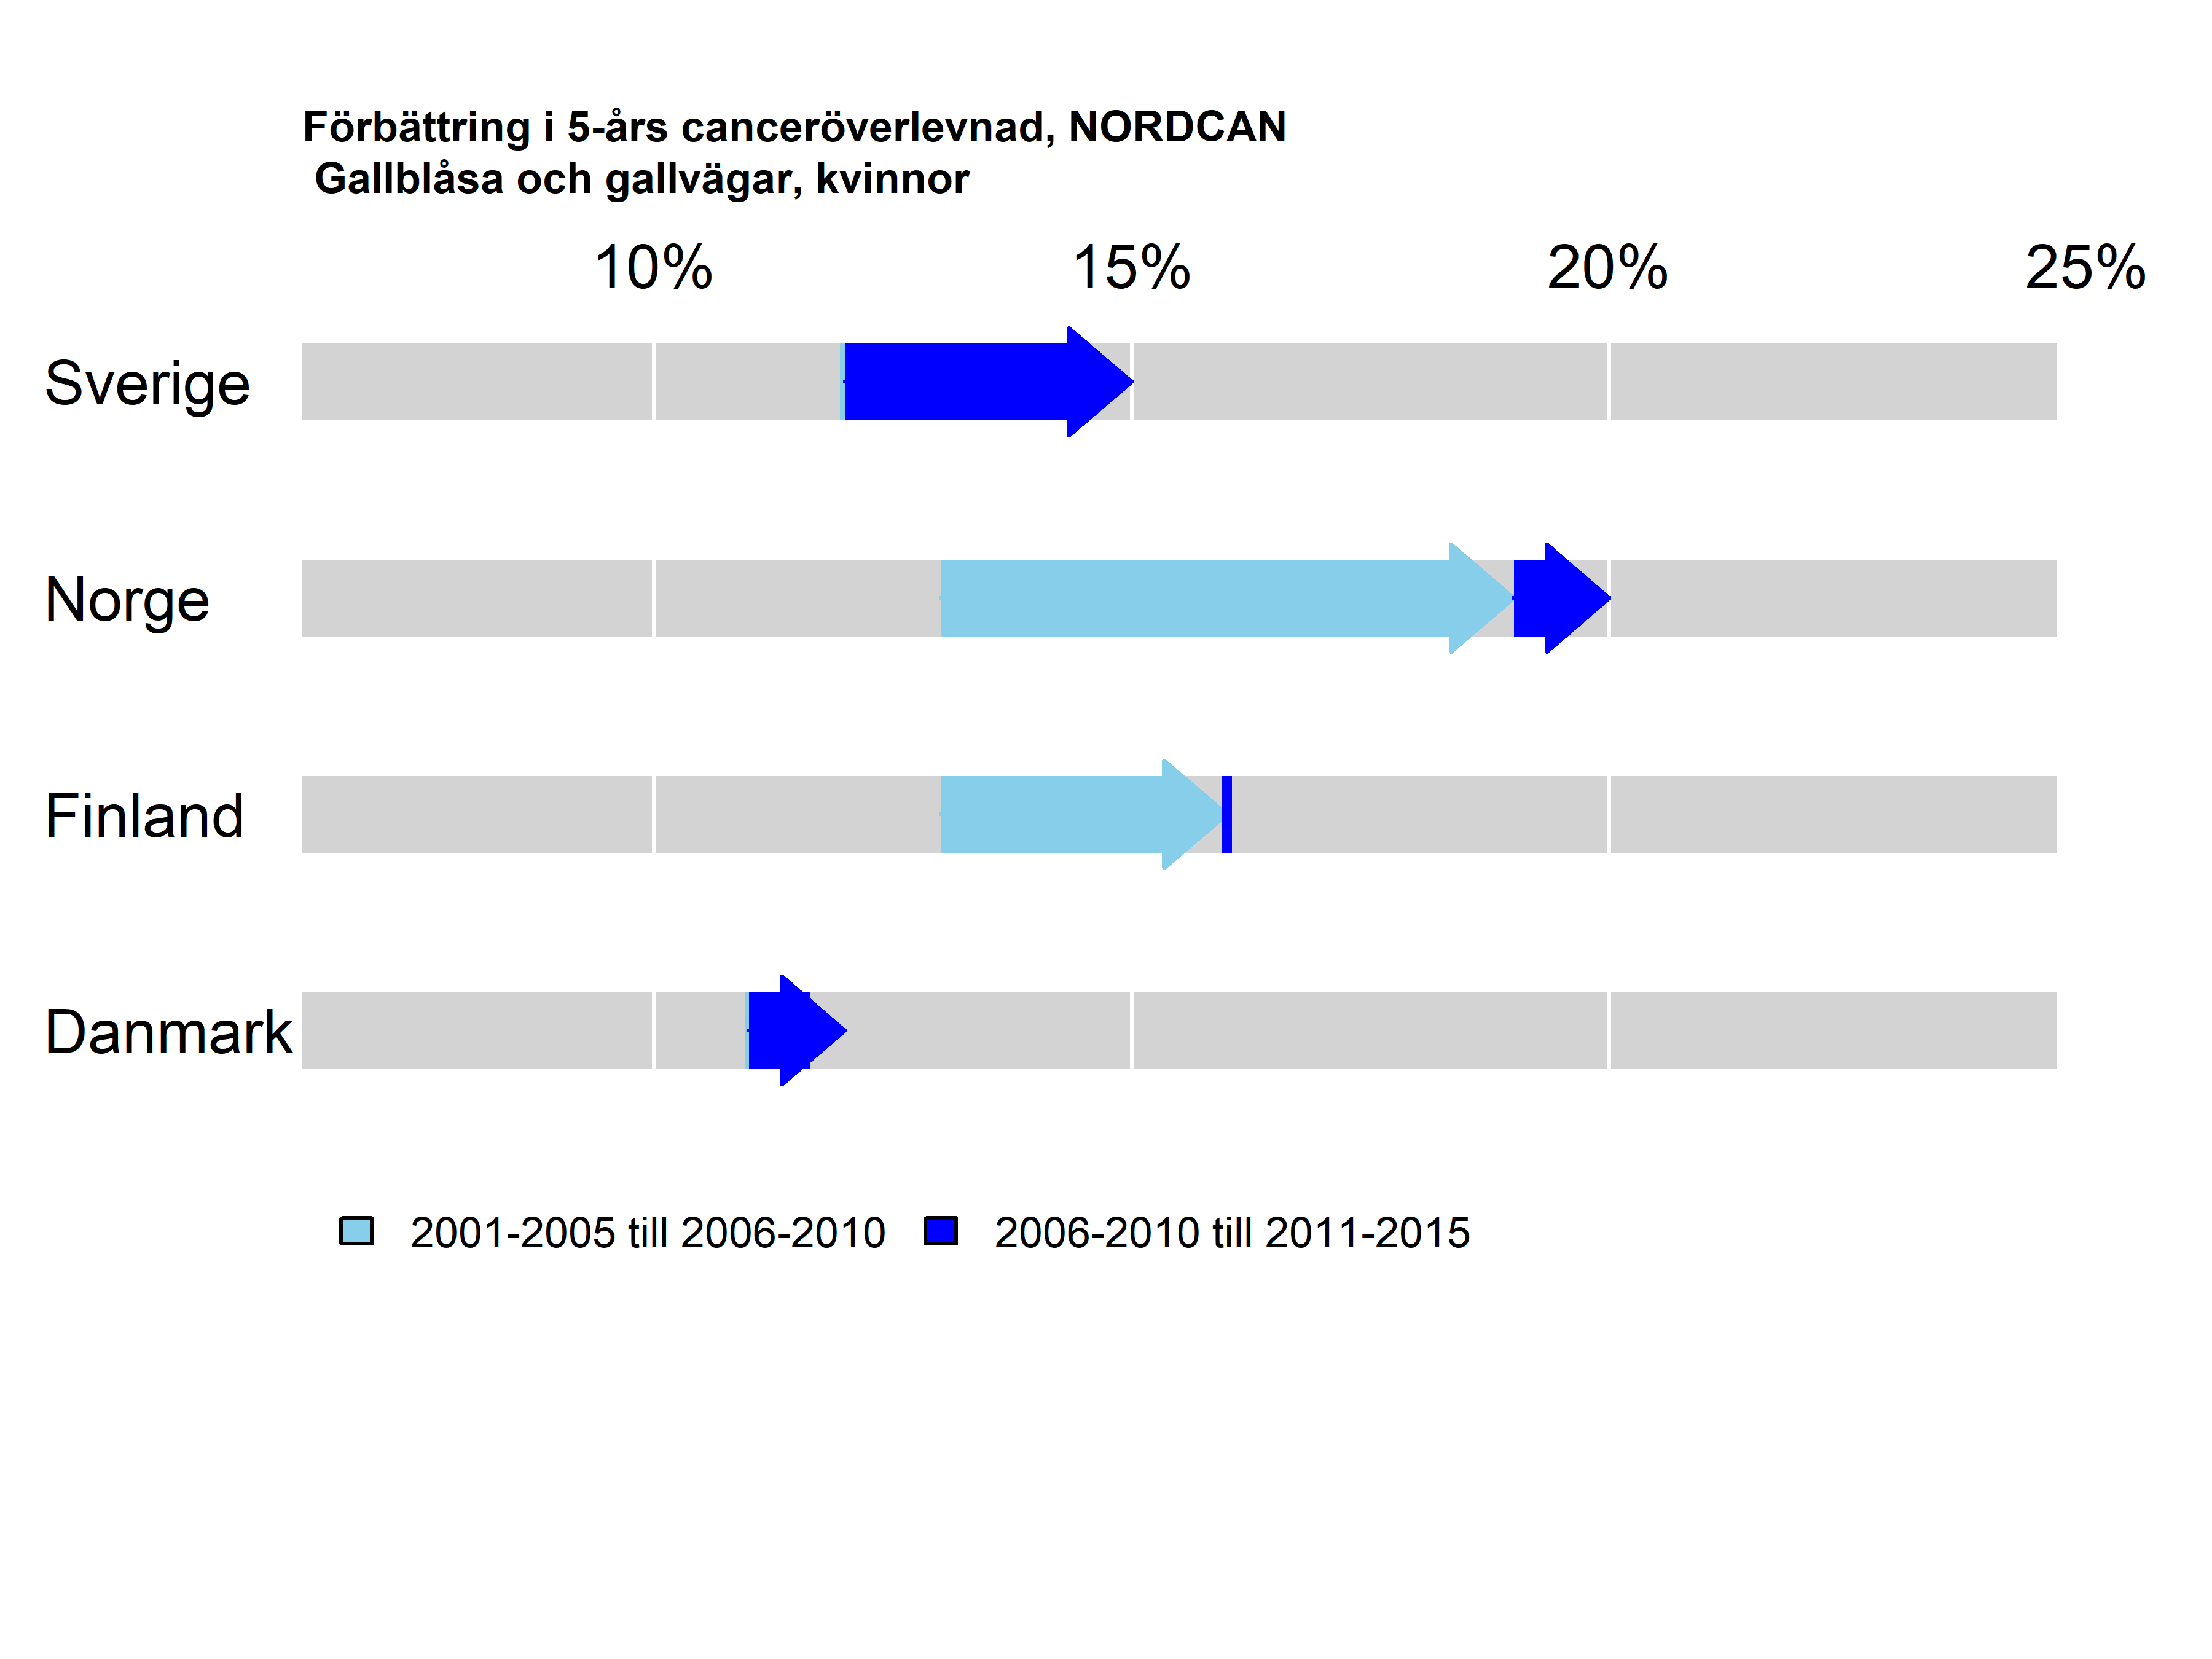 Förbättring i 5-års canceröverlevnad, NORDCAN
Gallblåsa och gallvägar, kvinnor
10% 15% 20% 25%
Sverige
Norge
Finland
Danmark
2001-2005 till 2006-2010 2006-2010 till 2011-2015